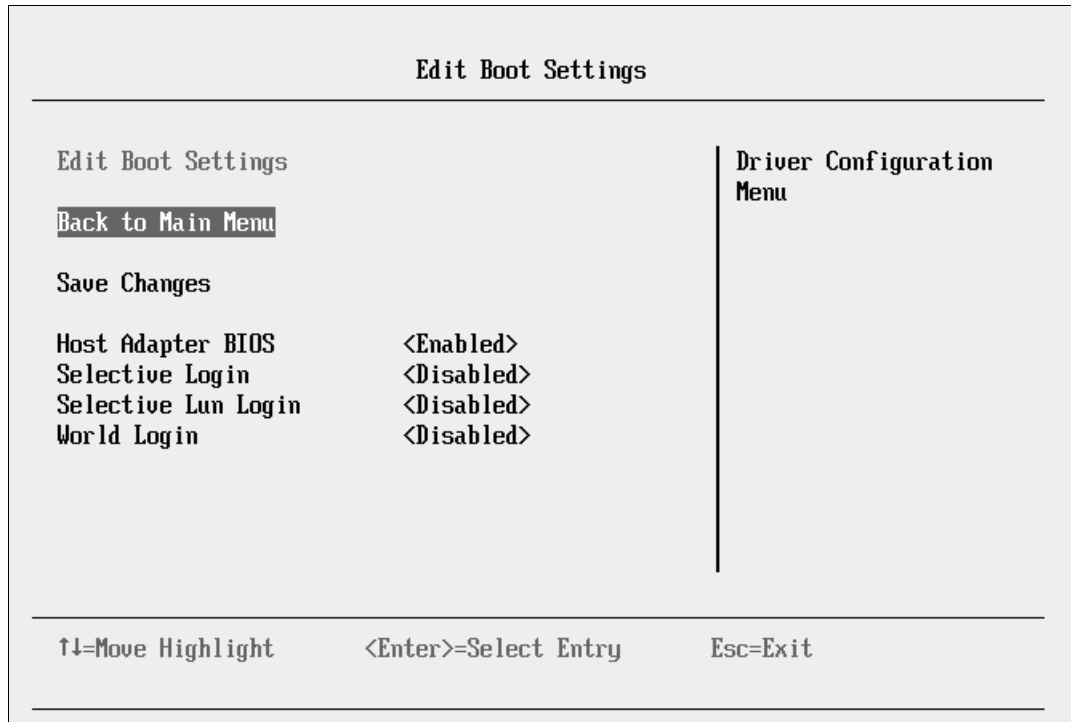 Edit Boot Settings
Edit Boot Settings
Driver Configuration
Menu
Back to Main Menu
Save Changes
Host Adapter BIOS <Enabled>
Selective Login <Disabled>
Selective Lun Login <Disabled>
World Login <Disabled>
↑↓=Move Highlight <Enter>=Select Entry Esc=Exit